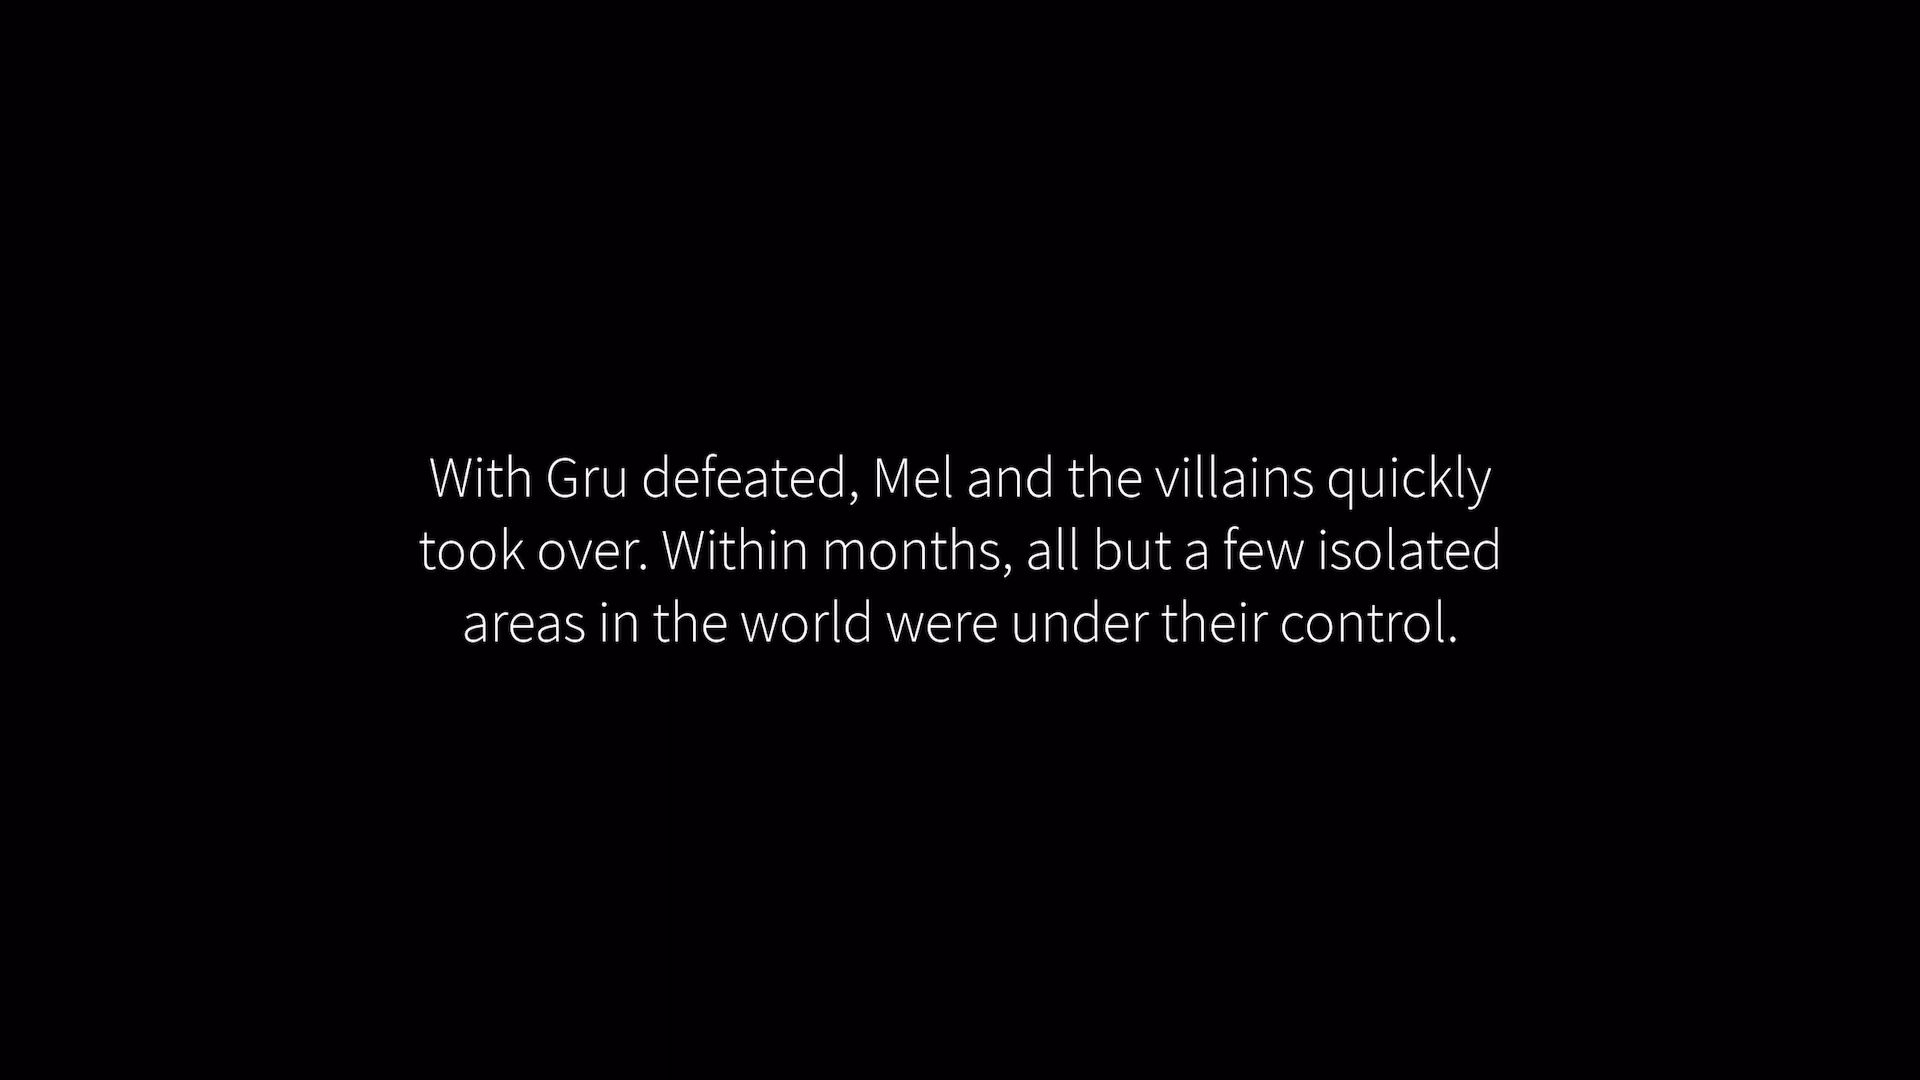 With Gru defeated, Mel and the villains quickly
took over. Within months, all but a few isolated
areas in the world were under their control.